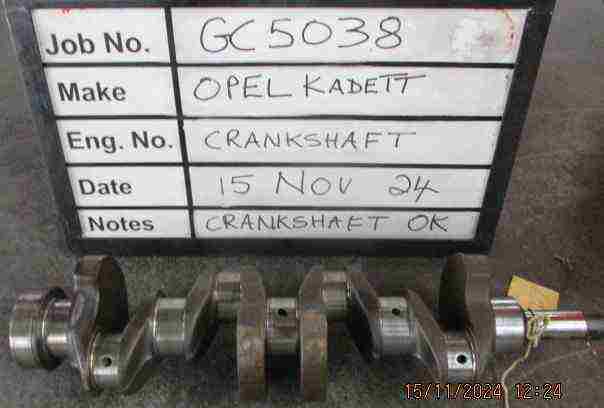 Job No. GC5038
Make OPEL KADETT
Eng. No. CRANKSHAFT
Date 15 NOV 24
Notes CRANKSHAFT OK
15/11/2024 12:24